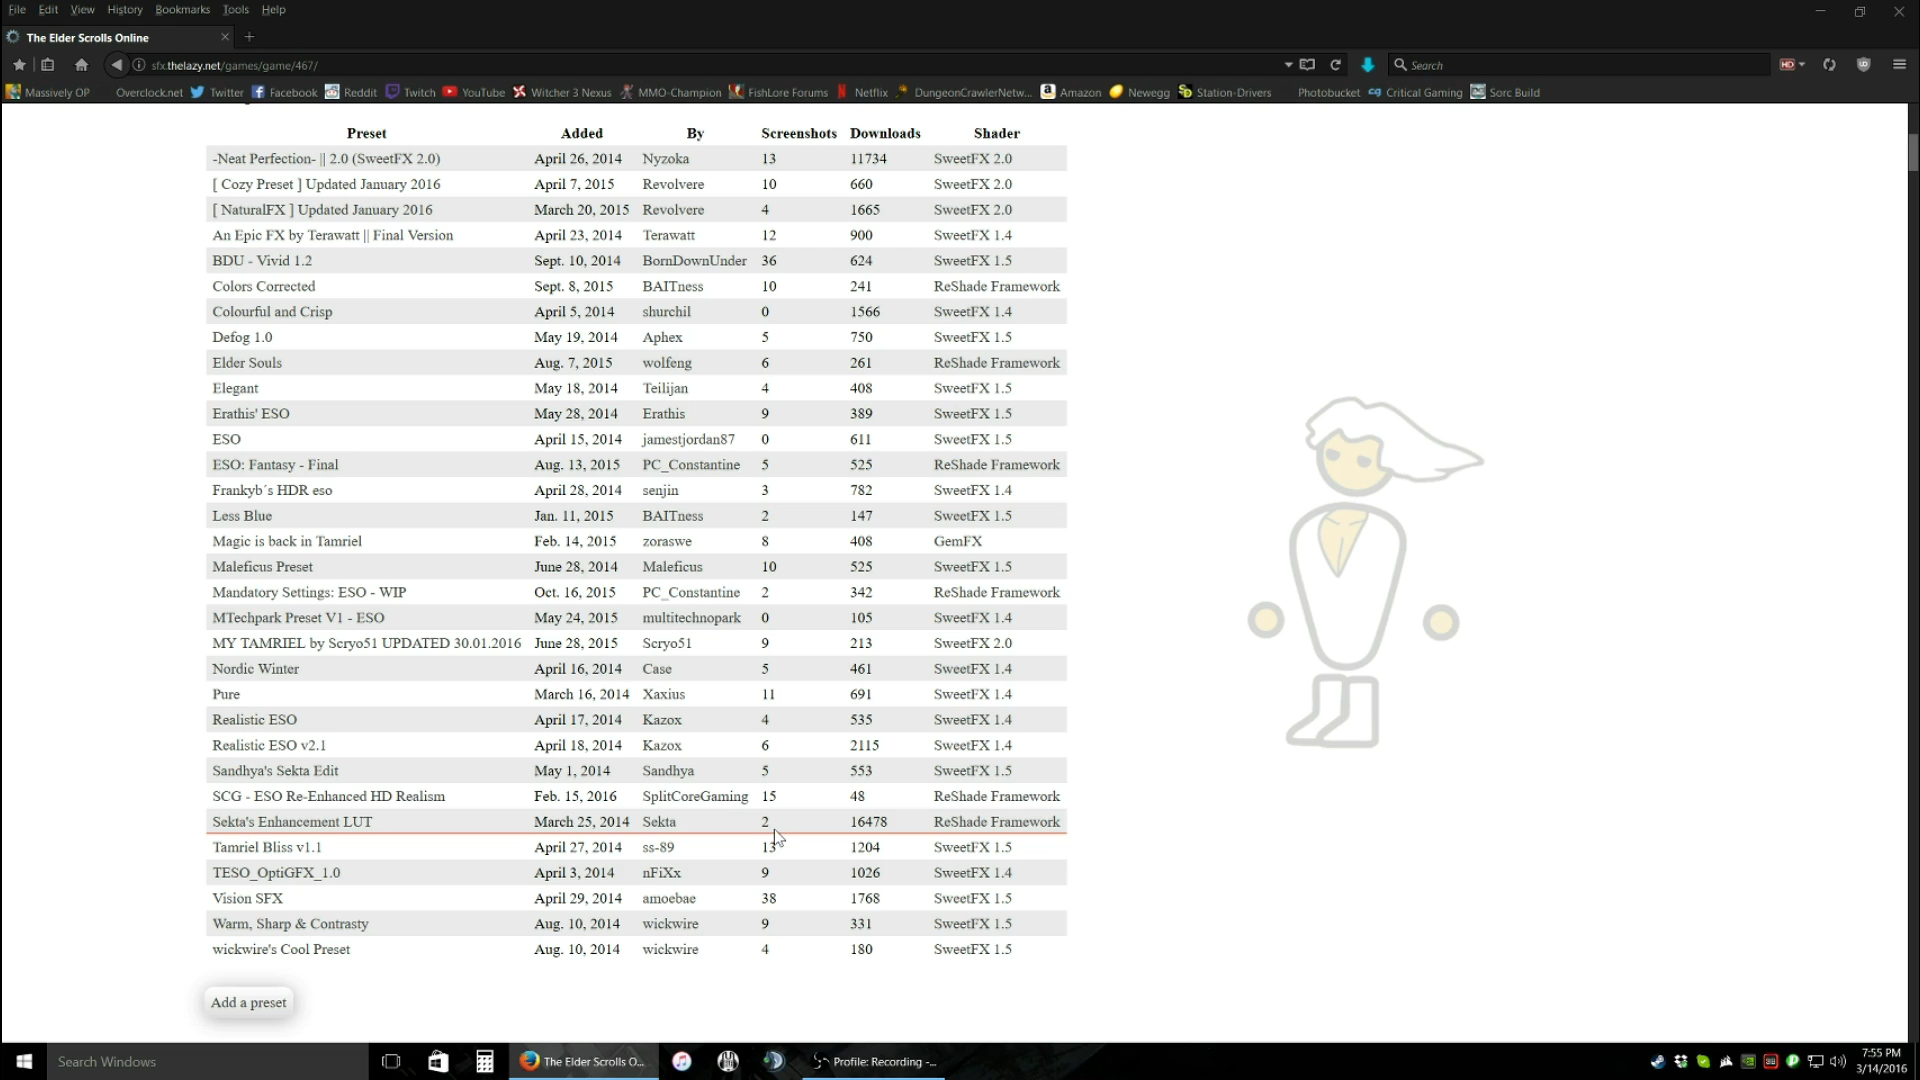 File Edit View History Bookmarks Tools Help
The Elder Scrolls Online
sfx.thelazy.net/games/game/467/
Search
HD
Massively OP Overclock.net Twitter Facebook Reddit Twitch YouTube Witcher 3 Nexus MMO-Champion FishLore Forums Netflix DungeonCrawlerNetw... Amazon Newegg Station-Drivers Photobucket Critical Gaming Sorc Build
Preset Added By Screenshots Downloads Shader
-Neat Perfection- || 2.0 (SweetFX 2.0) April 26, 2014 Nyzoka 13 11734 SweetFX 2.0
[ Cozy Preset ] Updated January 2016 April 7, 2015 Revolvere 10 660 SweetFX 2.0
[ NaturalFX ] Updated January 2016 March 20, 2015 Revolvere 4 1665 SweetFX 2.0
An Epic FX by Terawatt || Final Version April 23, 2014 Terawatt 12 900 SweetFX 1.4
BDU - Vivid 1.2 Sept. 10, 2014 BornDownUnder 36 624 SweetFX 1.5
Colors Corrected Sept. 8, 2015 BAITness 10 241 ReShade Framework
Colourful and Crisp April 5, 2014 shurchil 0 1566 SweetFX 1.4
Defog 1.0 May 19, 2014 Aphex 5 750 SweetFX 1.5
Elder Souls Aug. 7, 2015 wolfeng 6 261 ReShade Framework
Elegant May 18, 2014 Teilijan 4 408 SweetFX 1.5
Erathis' ESO May 28, 2014 Erathis 9 389 SweetFX 1.5
ESO April 15, 2014 jamestjordan87 0 611 SweetFX 1.5
ESO: Fantasy - Final Aug. 13, 2015 PC_Constantine 5 525 ReShade Framework
Frankyb´s HDR eso April 28, 2014 senjin 3 782 SweetFX 1.4
Less Blue Jan. 11, 2015 BAITness 2 147 SweetFX 1.5
Magic is back in Tamriel Feb. 14, 2015 zoraswe 8 408 GemFX
Maleficus Preset June 28, 2014 Maleficus 10 525 SweetFX 1.5
Mandatory Settings: ESO - WIP Oct. 16, 2015 PC_Constantine 2 342 ReShade Framework
MTechpark Preset V1 - ESO May 24, 2015 multitechnopark 0 105 SweetFX 1.4
MY TAMRIEL by Scryo51 UPDATED 30.01.2016 June 28, 2015 Scryo51 9 213 SweetFX 2.0
Nordic Winter April 16, 2014 Case 5 461 SweetFX 1.4
Pure March 16, 2014 Xaxius 11 691 SweetFX 1.4
Realistic ESO April 17, 2014 Kazox 4 535 SweetFX 1.4
Realistic ESO v2.1 April 18, 2014 Kazox 6 2115 SweetFX 1.4
Sandhya's Sekta Edit May 1, 2014 Sandhya 5 553 SweetFX 1.5
SCG - ESO Re-Enhanced HD Realism Feb. 15, 2016 SplitCoreGaming 15 48 ReShade Framework
Sekta's Enhancement LUT March 25, 2014 Sekta 2 16478 ReShade Framework
Tamriel Bliss v1.1 April 27, 2014 ss-89 13 1204 SweetFX 1.5
TESO_OptiGFX_1.0 April 3, 2014 nFiXx 9 1026 SweetFX 1.4
Vision SFX April 29, 2014 amoebae 38 1768 SweetFX 1.5
Warm, Sharp & Contrasty Aug. 10, 2014 wickwire 9 331 SweetFX 1.5
wickwire's Cool Preset Aug. 10, 2014 wickwire 4 180 SweetFX 1.5
Add a preset
Search Windows
The Elder Scrolls O...
Profile: Recording -...
7:55 PM
3/14/2016